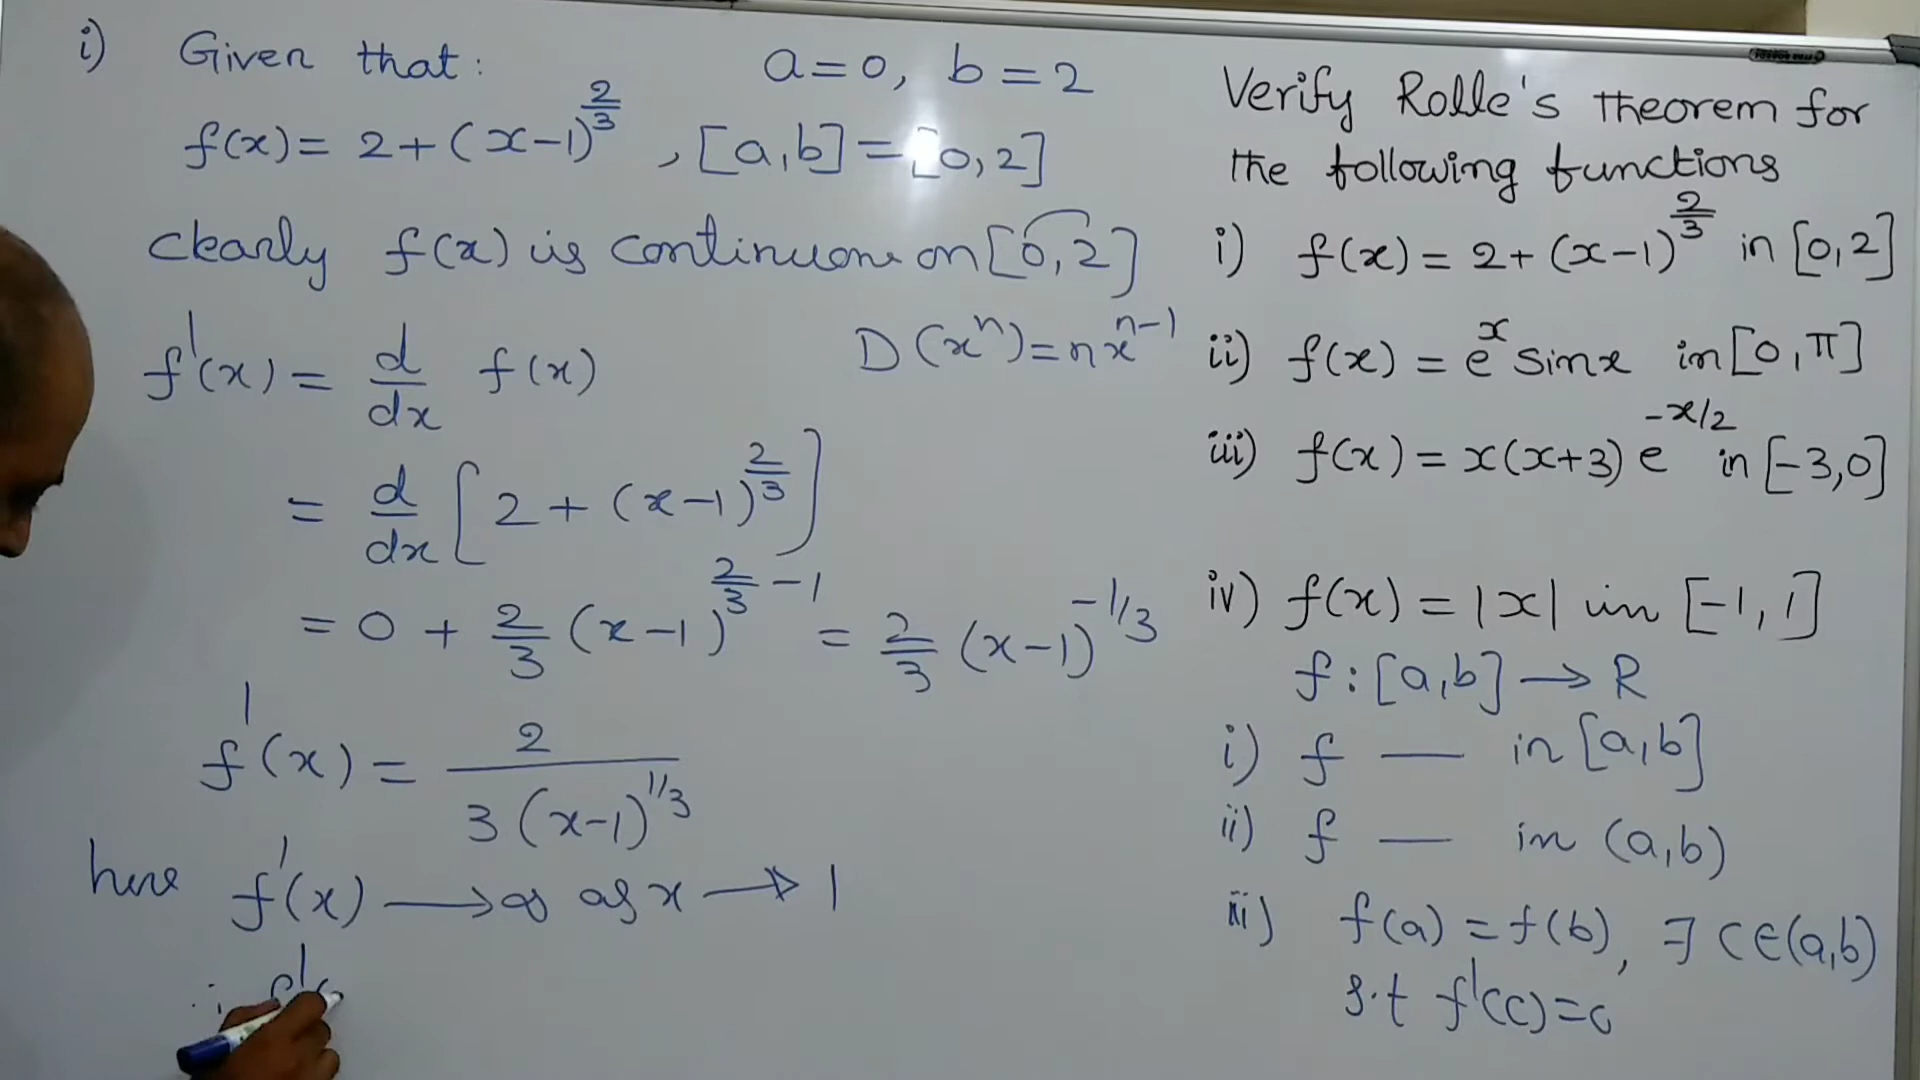 i) Given that: a=0, b=2
f(x)= 2+(x-1)^{2/3}, [a,b]=[0,2]
clearly f(x) is continuous on [0,2]
f'(x)= d/dx f(x) D(x^n)=nx^{n-1}
= d/dx [2+(x-1)^{2/3}]
= 0 + 2/3 (x-1)^{2/3 -1} = 2/3 (x-1)^{-1/3}
f'(x)= 2/3(x-1)^{1/3}
here f'(x) → ∞ as x → 1
∴ f'(
Verify Rolle's theorem for
the following functions
i) f(x)= 2+(x-1)^{2/3} in [0,2]
ii) f(x) = e^x sinx in [0,π]
iii) f(x)= x(x+3) e^{-x/2} in [-3,0]
iv) f(x)=|x| in [-1,1]
f:[a,b] → R
i) f — in [a,b]
ii) f — in (a,b)
iii) f(a)=f(b), ∃ c∈(a,b)
s.t f'(c)=0